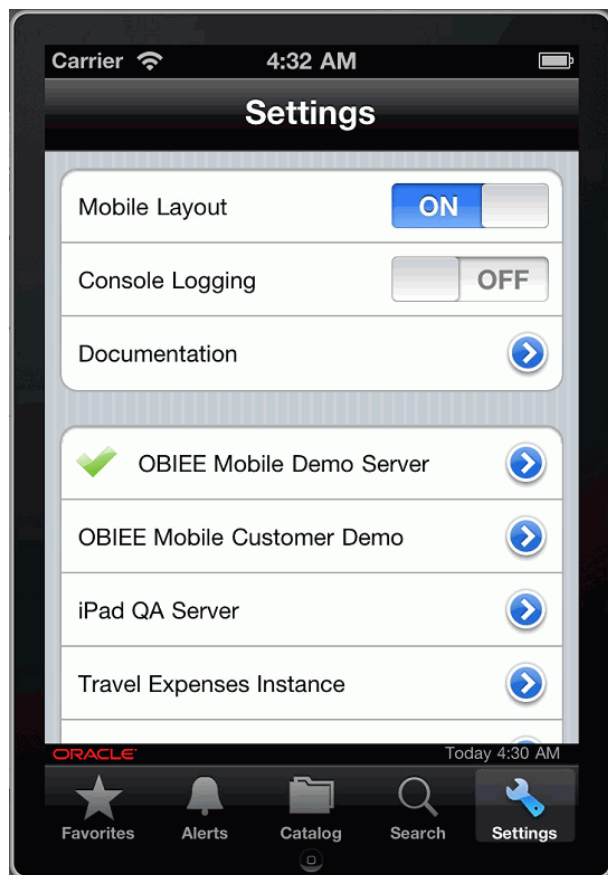 Carrier 4:32 AM
Settings
Mobile Layout ON
Console Logging OFF
Documentation
OBIEE Mobile Demo Server
OBIEE Mobile Customer Demo
iPad QA Server
Travel Expenses Instance
ORACLE Today 4:30 AM
Favorites Alerts Catalog Search Settings